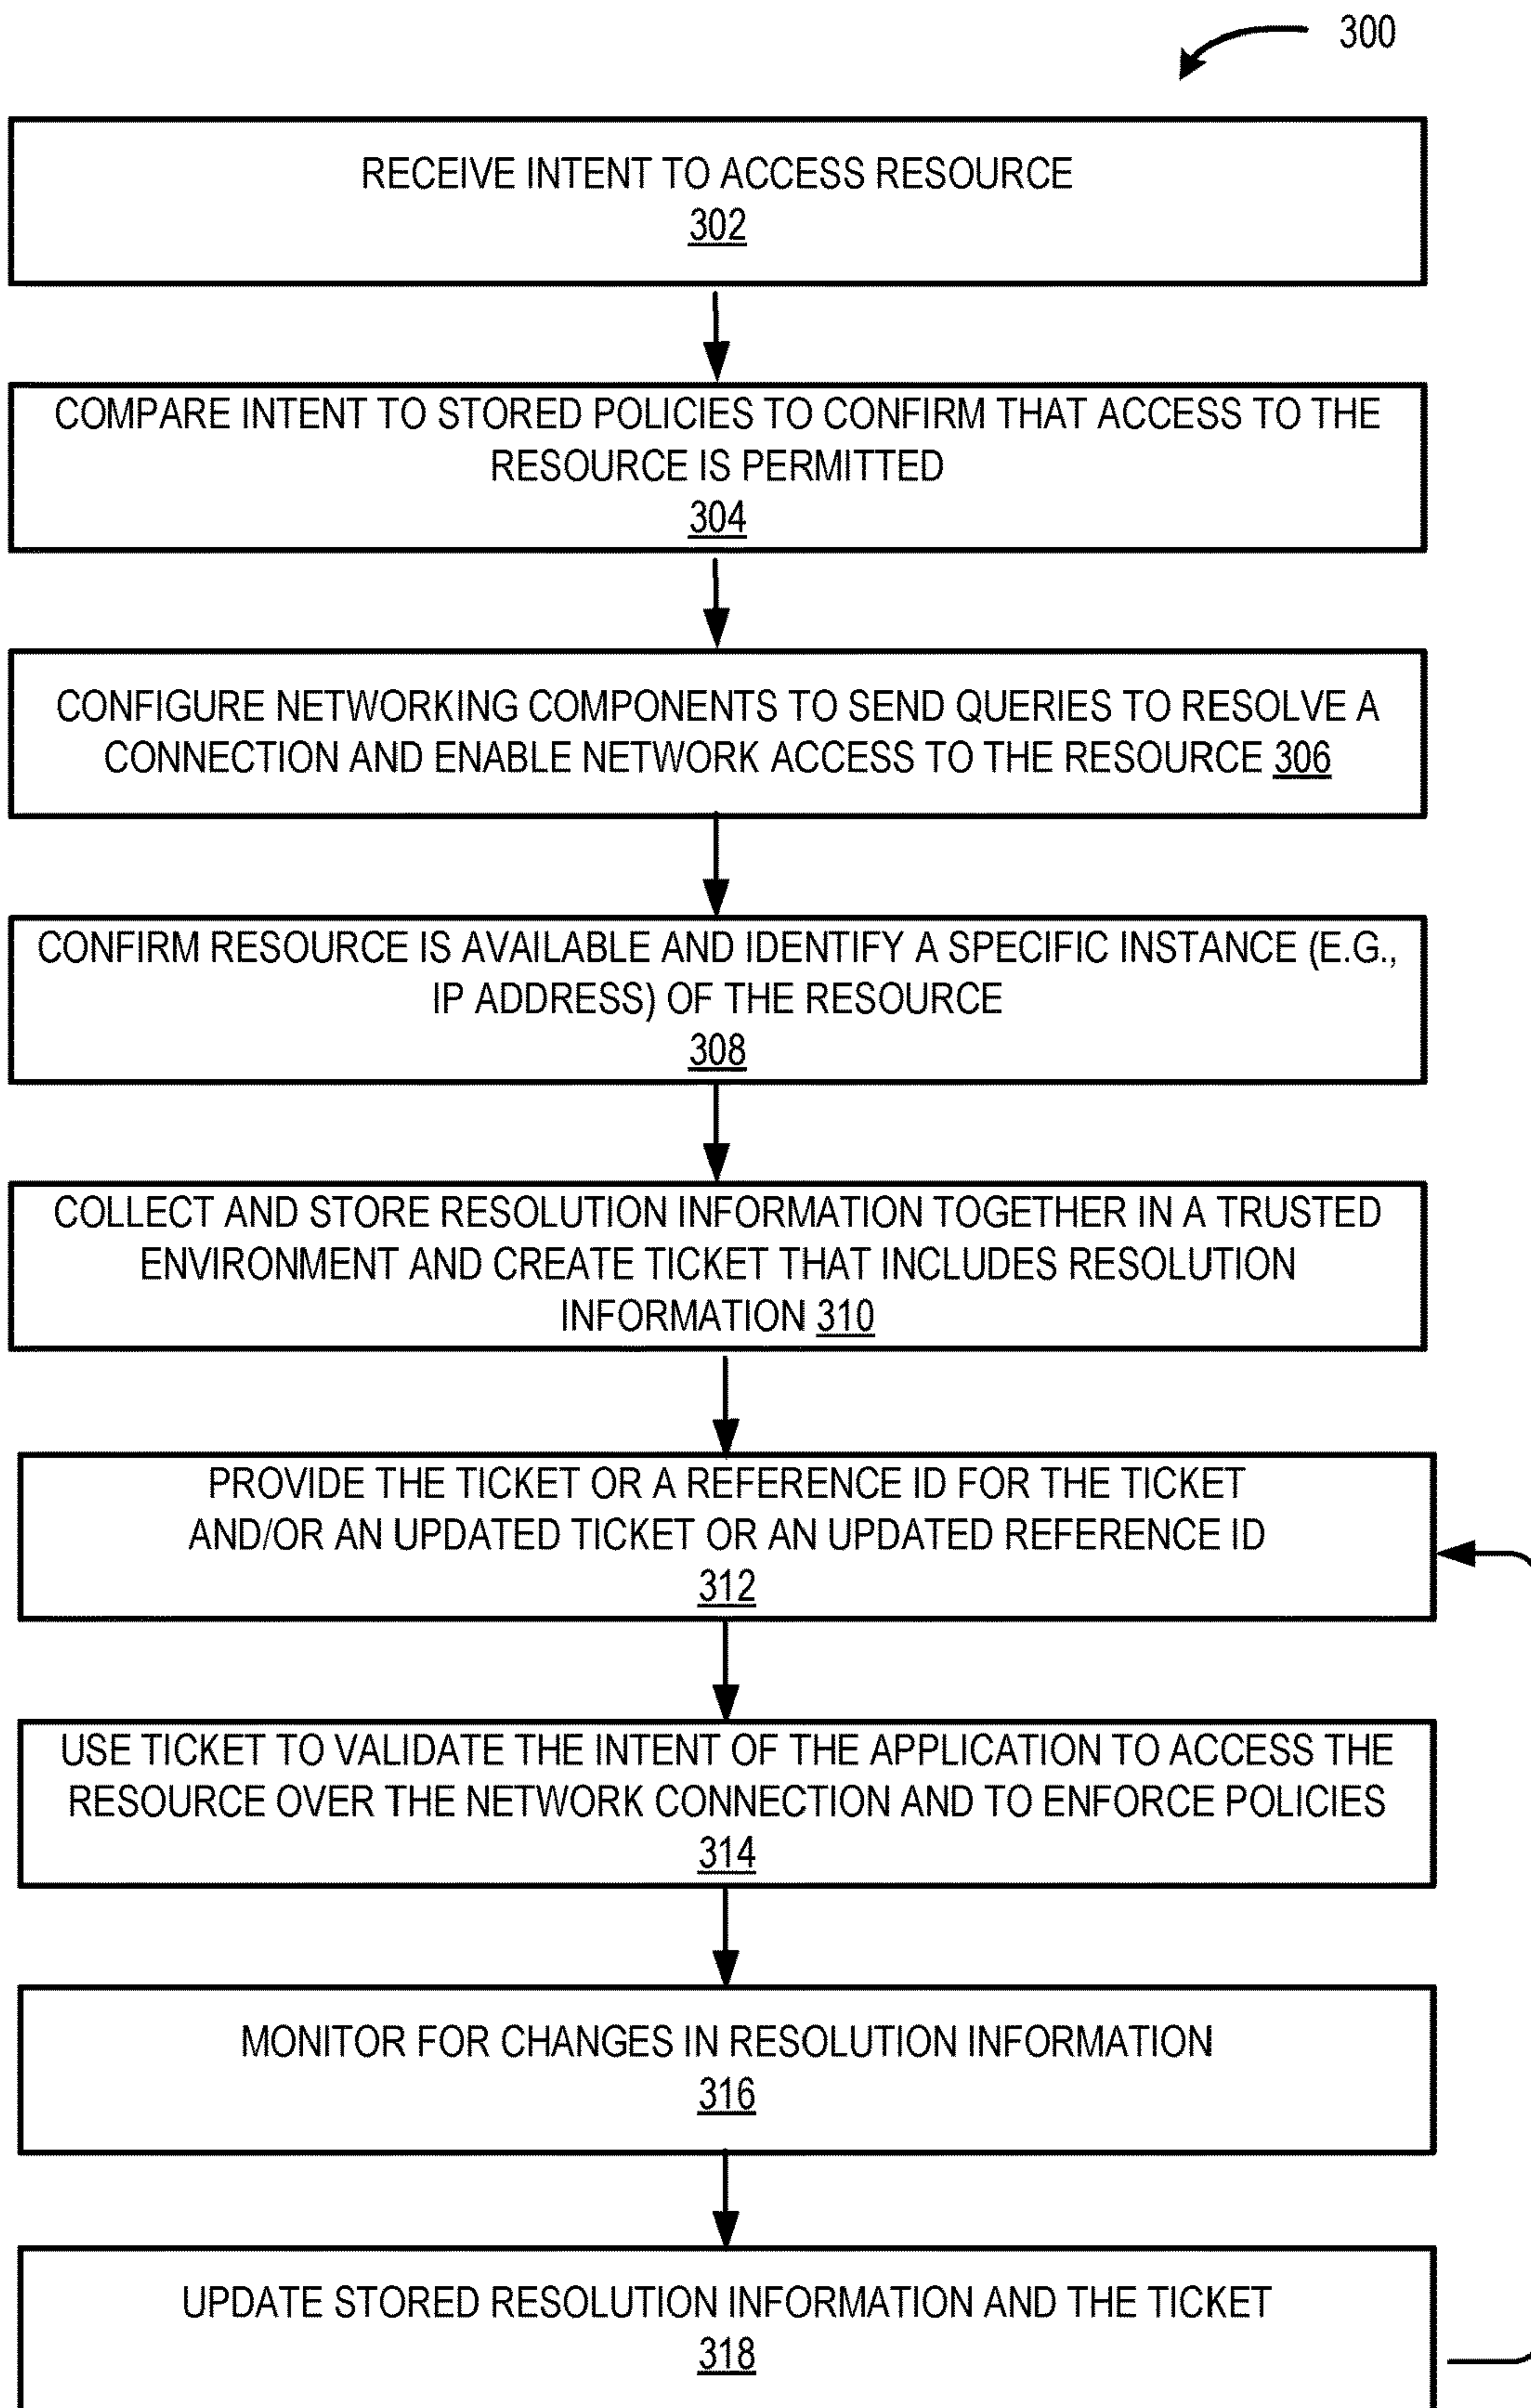 300
RECEIVE INTENT TO ACCESS RESOURCE
302
COMPARE INTENT TO STORED POLICIES TO CONFIRM THAT ACCESS TO THE
RESOURCE IS PERMITTED
304
CONFIGURE NETWORKING COMPONENTS TO SEND QUERIES TO RESOLVE A
CONNECTION AND ENABLE NETWORK ACCESS TO THE RESOURCE 306
CONFIRM RESOURCE IS AVAILABLE AND IDENTIFY A SPECIFIC INSTANCE (E.G.,
IP ADDRESS) OF THE RESOURCE
308
COLLECT AND STORE RESOLUTION INFORMATION TOGETHER IN A TRUSTED
ENVIRONMENT AND CREATE TICKET THAT INCLUDES RESOLUTION
INFORMATION 310
PROVIDE THE TICKET OR A REFERENCE ID FOR THE TICKET
AND/OR AN UPDATED TICKET OR AN UPDATED REFERENCE ID
312
USE TICKET TO VALIDATE THE INTENT OF THE APPLICATION TO ACCESS THE
RESOURCE OVER THE NETWORK CONNECTION AND TO ENFORCE POLICIES
314
MONITOR FOR CHANGES IN RESOLUTION INFORMATION
316
UPDATE STORED RESOLUTION INFORMATION AND THE TICKET
318